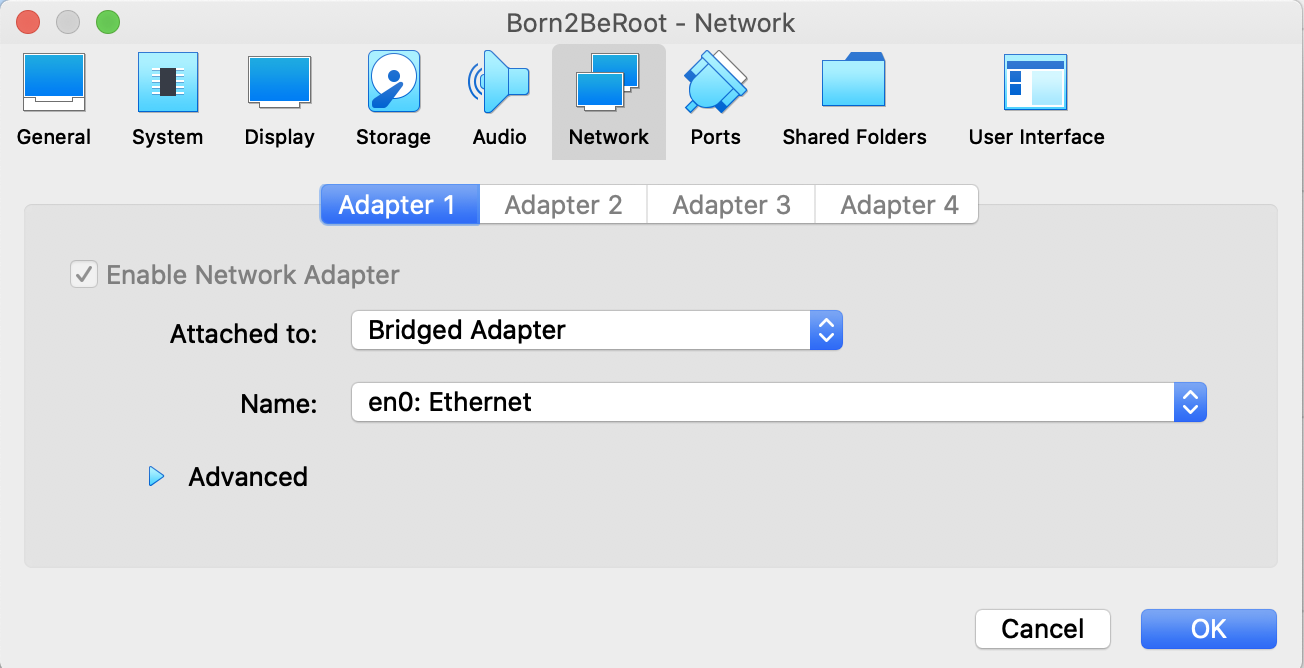 Born2BeRoot - Network
General System Display Storage Audio Network Ports Shared Folders User Interface
Adapter 1 Adapter 2 Adapter 3 Adapter 4
Enable Network Adapter
Attached to: Bridged Adapter
Name: en0: Ethernet
Advanced
Cancel OK